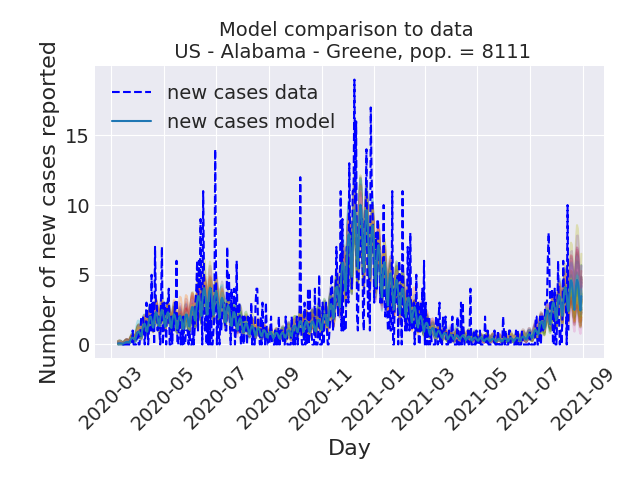 Model comparison to data
US - Alabama - Greene, pop. = 8111
new cases data
new cases model
Number of new cases reported
15
10
5
0
2020-03
2020-05
2020-07
2020-09
2020-11
2021-01
2021-03
2021-05
2021-07
2021-09
Day